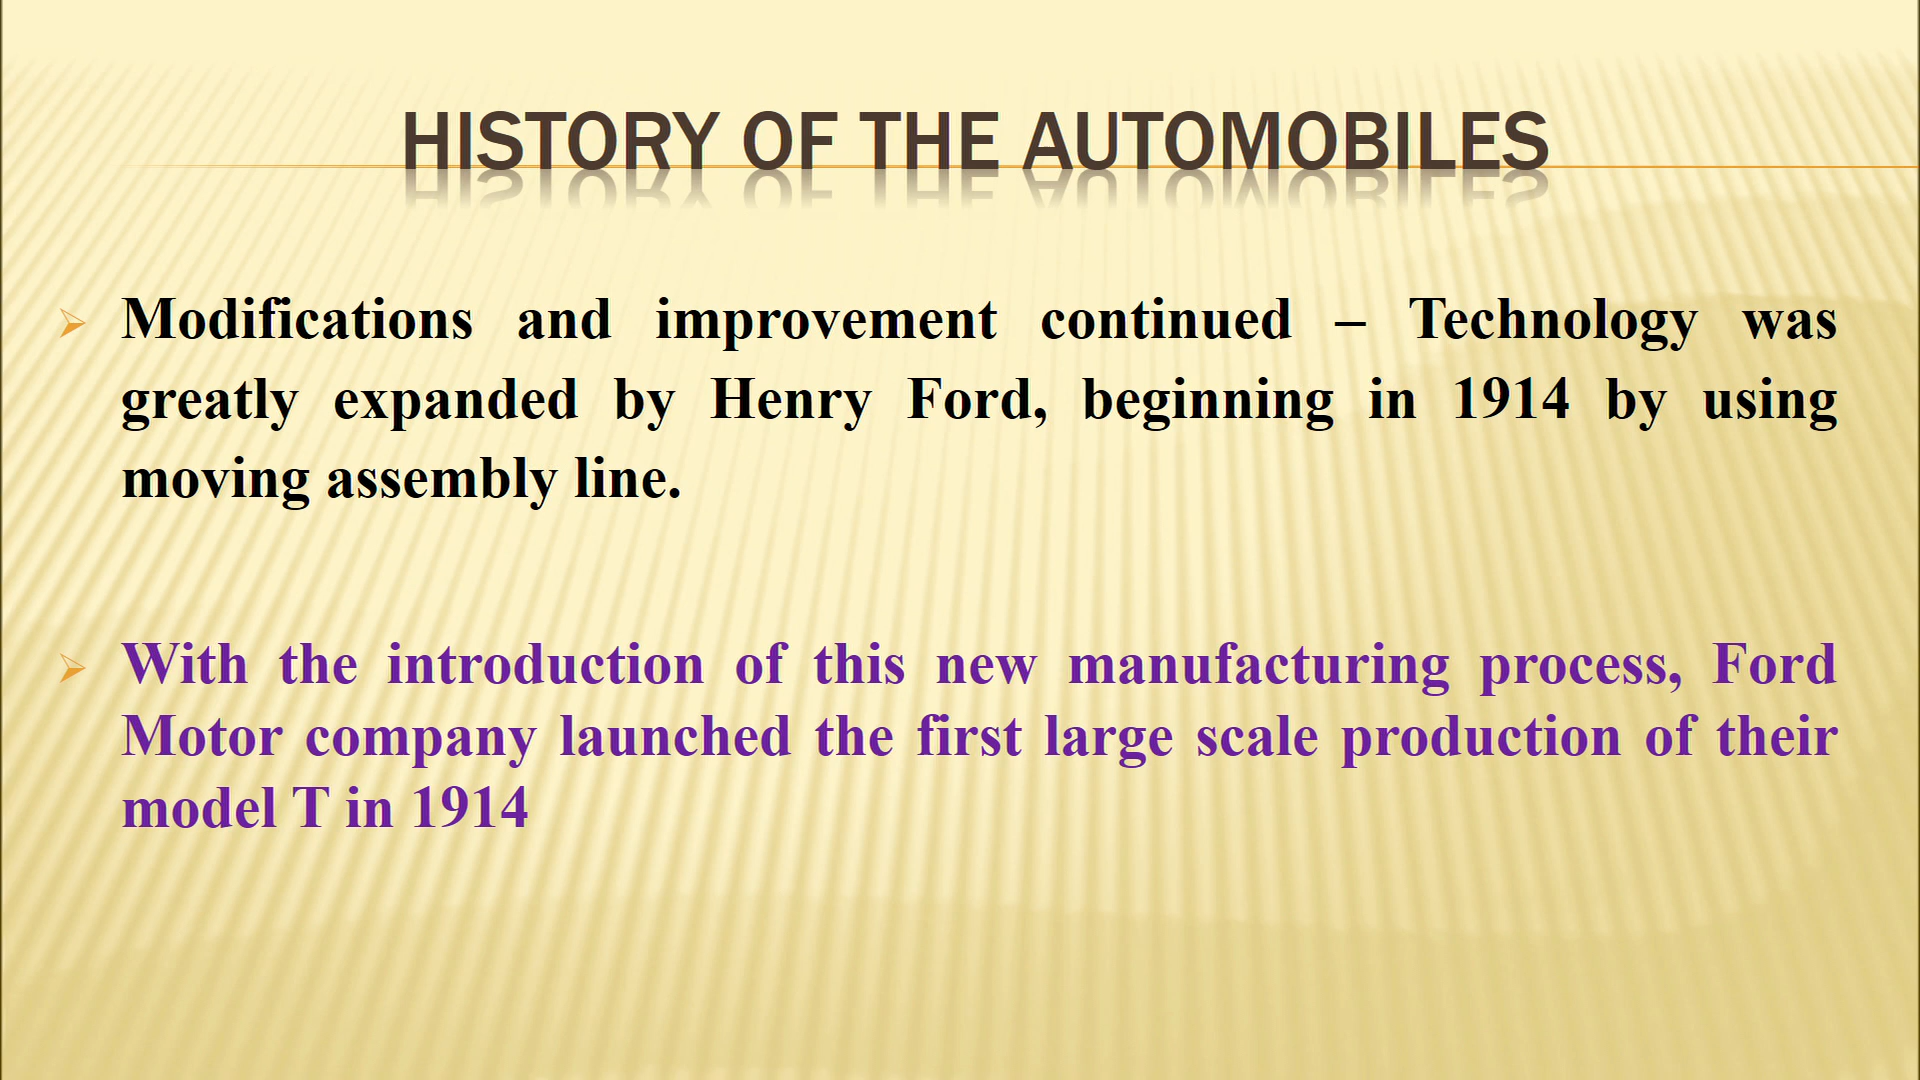 HISTORY OF THE AUTOMOBILES
Modifications and improvement continued – Technology was
greatly expanded by Henry Ford, beginning in 1914 by using
moving assembly line.
With the introduction of this new manufacturing process, Ford
Motor company launched the first large scale production of their
model T in 1914